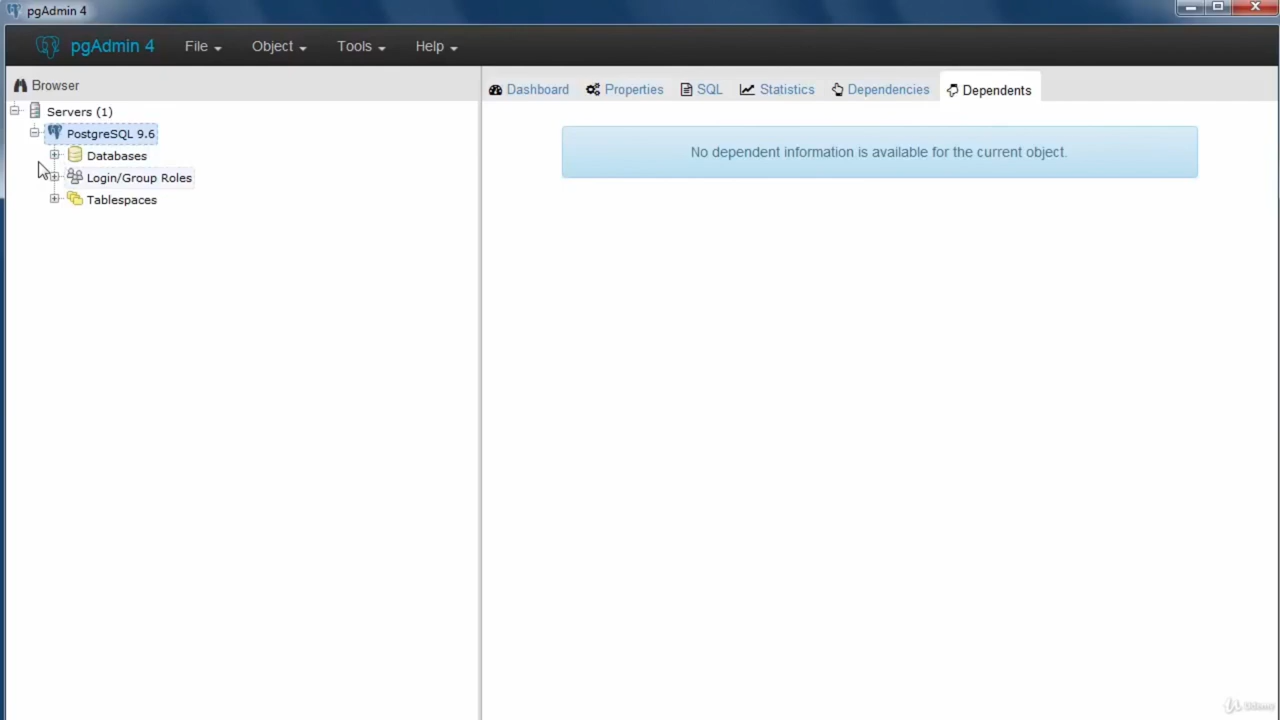 pgAdmin 4
pgAdmin 4 File Object Tools Help
Browser
Servers (1)
PostgreSQL 9.6
Databases
Login/Group Roles
Tablespaces
Dashboard Properties SQL Statistics Dependencies Dependents
No dependent information is available for the current object.
Udemy